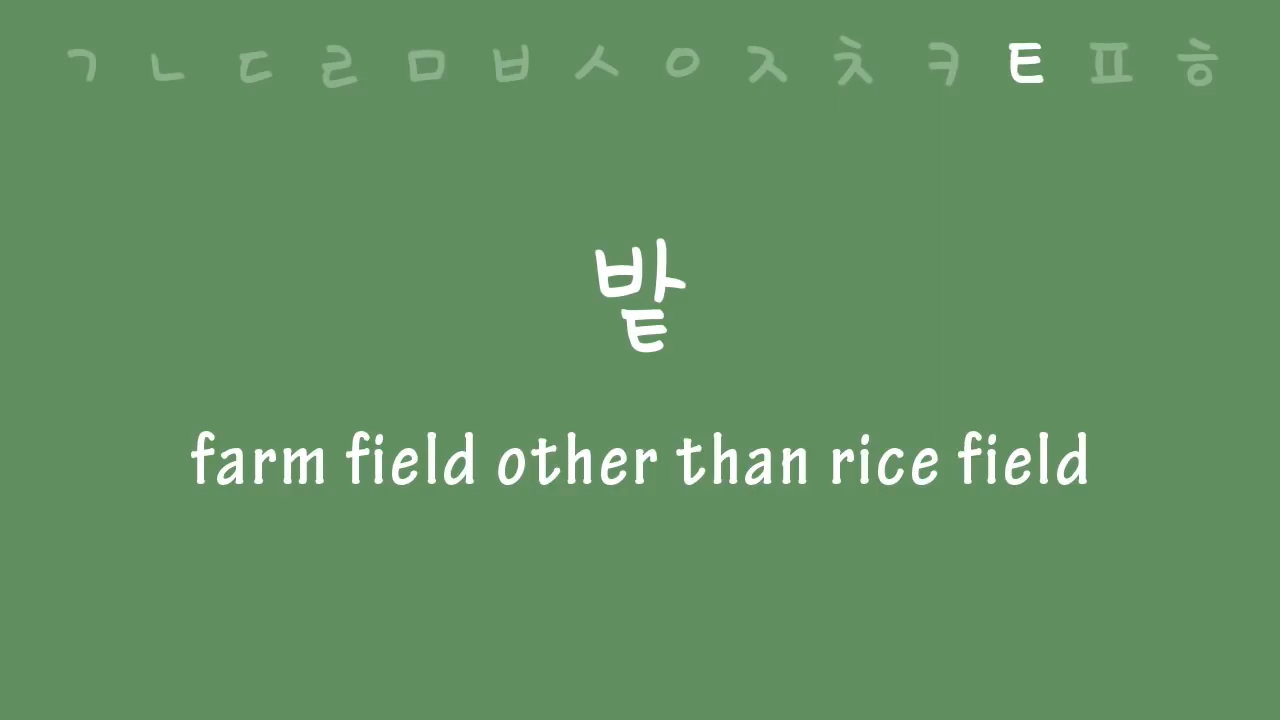 ㄱ ㄴ ㄷ ㄹ ㅁ ㅂ ㅅ ㅇ ㅈ ㅊ ㅋ ㅌ ㅍ ㅎ
밭
farm field other than rice field